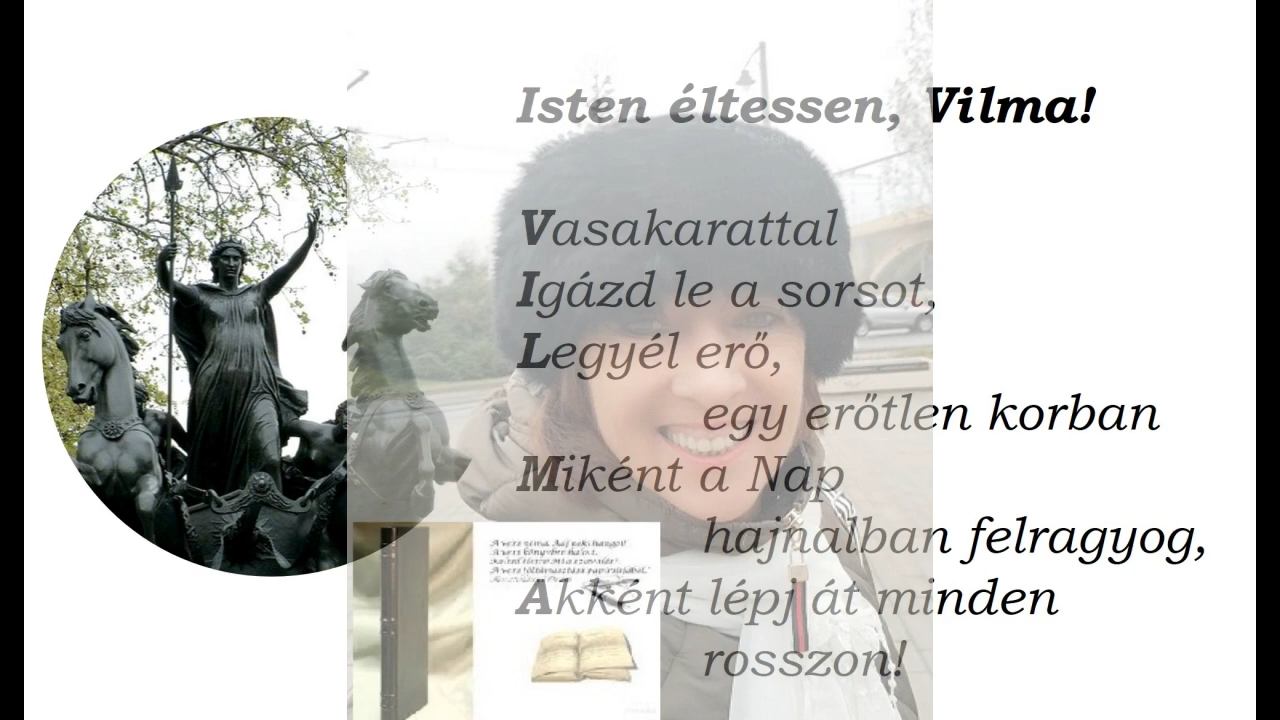 Isten éltessen, Vilma!
Vasakarattal
Igázd le a sorsot,
Legyél erő,
egy erőtlen korban
Miként a Nap
hajnalban felragyog,
Akként lépj át minden
rosszon!